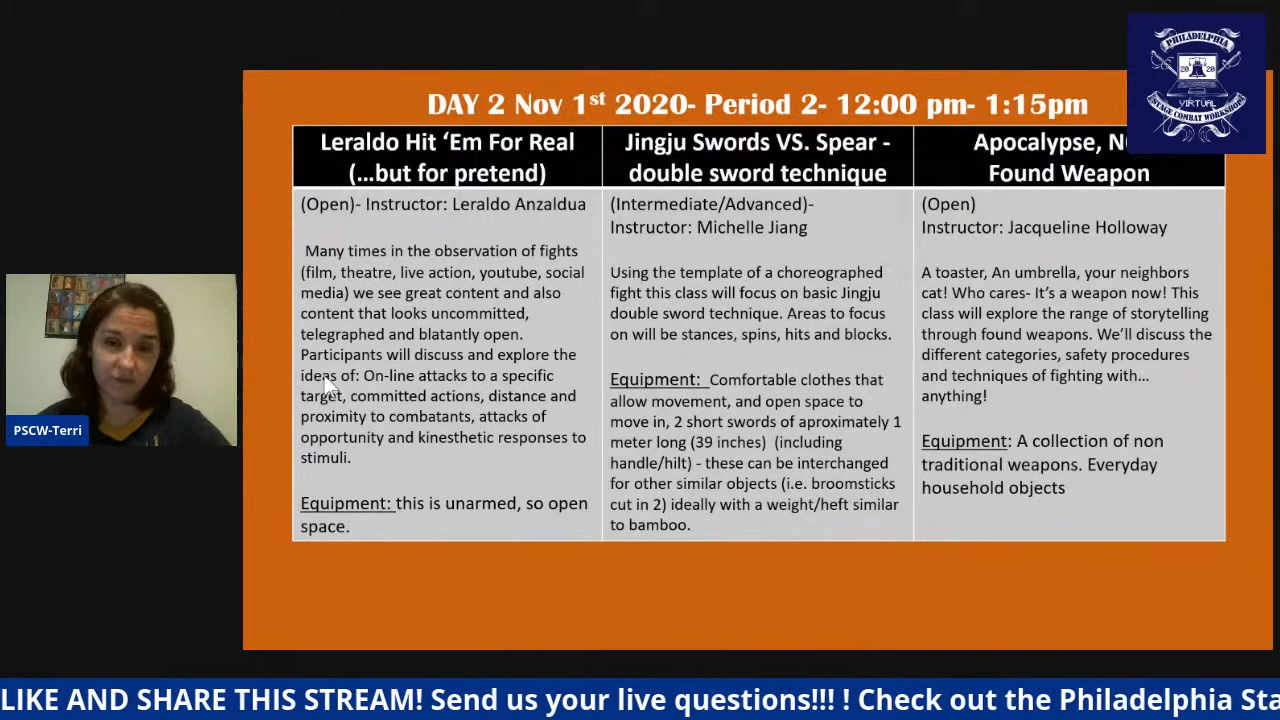 PHILADELPHIA
20 20
VIRTUAL
STAGE COMBAT WORKSHOP
DAY 2 Nov 1st 2020- Period 2- 12:00 pm- 1:15pm
Leraldo Hit ‘Em For Real
(…but for pretend)
(Open)- Instructor: Leraldo Anzaldua
Many times in the observation of fights
(film, theatre, live action, youtube, social
media) we see great content and also
content that looks uncommitted,
telegraphed and blatantly open.
Participants will discuss and explore the
ideas of: On-line attacks to a specific
target, committed actions, distance and
proximity to combatants, attacks of
opportunity and kinesthetic responses to
stimuli.
Equipment: this is unarmed, so open
space.
Jingju Swords VS. Spear -
double sword technique
(Intermediate/Advanced)-
Instructor: Michelle Jiang
Using the template of a choreographed
fight this class will focus on basic Jingju
double sword technique. Areas to focus
on will be stances, spins, hits and blocks.
Equipment: Comfortable clothes that
allow movement, and open space to
move in, 2 short swords of aproximately 1
meter long (39 inches) (including
handle/hilt) - these can be interchanged
for other similar objects (i.e. broomsticks
cut in 2) ideally with a weight/heft similar
to bamboo.
Apocalypse,
Found Weapon
(Open)
Instructor: Jacqueline Holloway
A toaster, An umbrella, your neighbors
cat! Who cares- It’s a weapon now! This
class will explore the range of storytelling
through found weapons. We’ll discuss the
different categories, safety procedures
and techniques of fighting with…
anything!
Equipment: A collection of non
traditional weapons. Everyday
household objects
PSCW-Terri
LIKE AND SHARE THIS STREAM! Send us your live questions!!! ! Check out the Philadelphia Sta